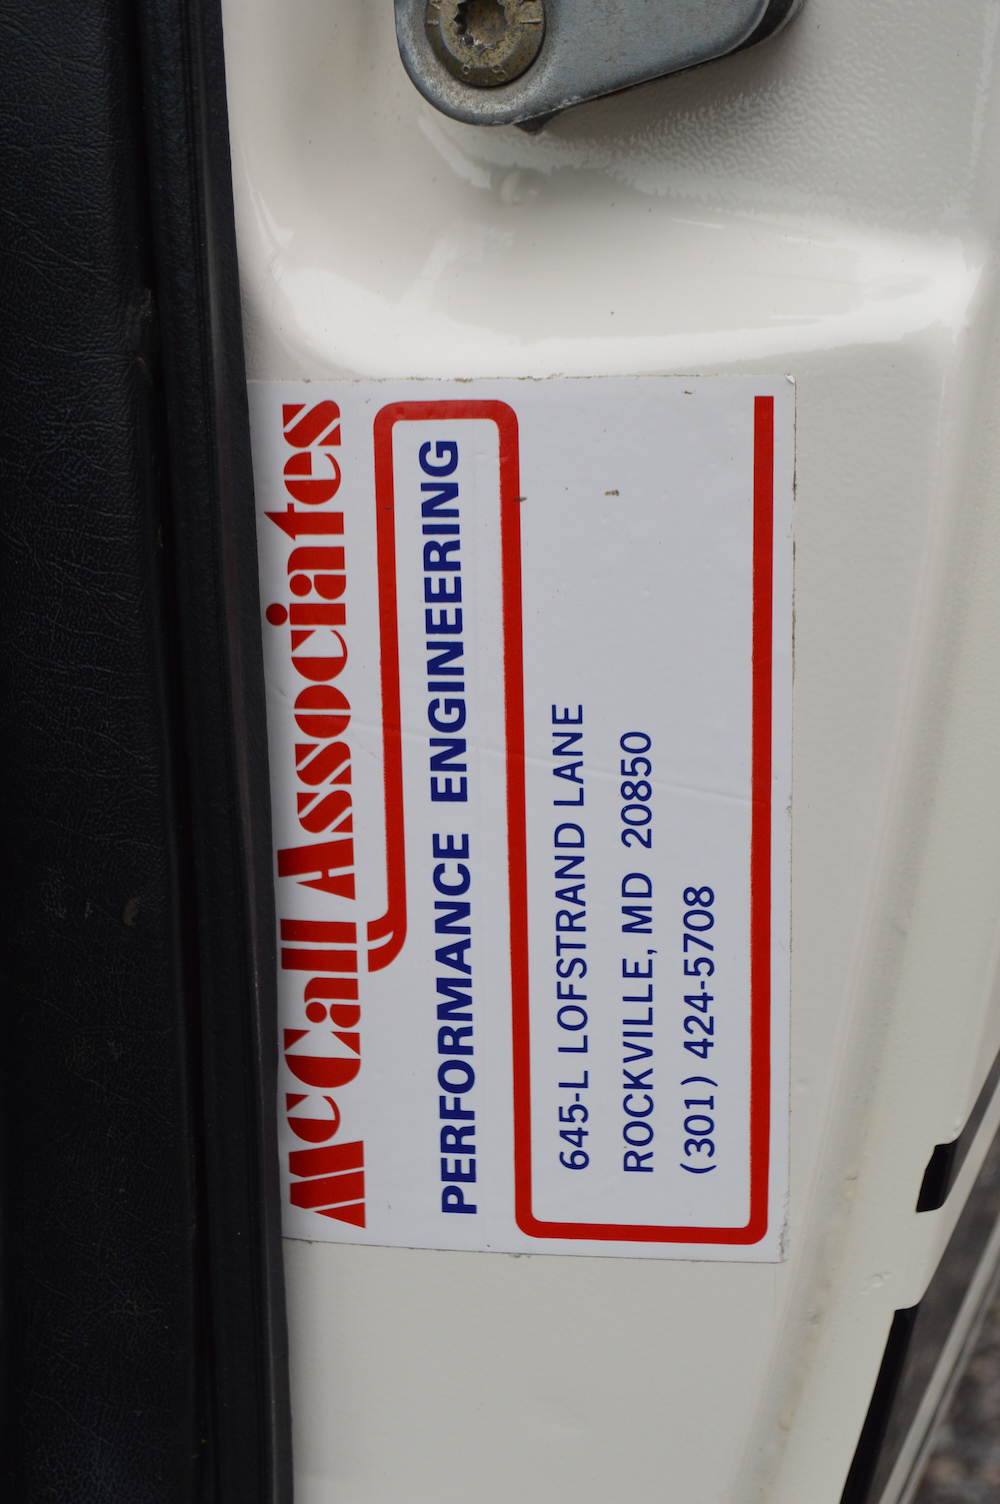 McCall Associates
PERFORMANCE ENGINEERING
645-L LOFSTRAND LANE
ROCKVILLE, MD 20850
(301) 424-5708